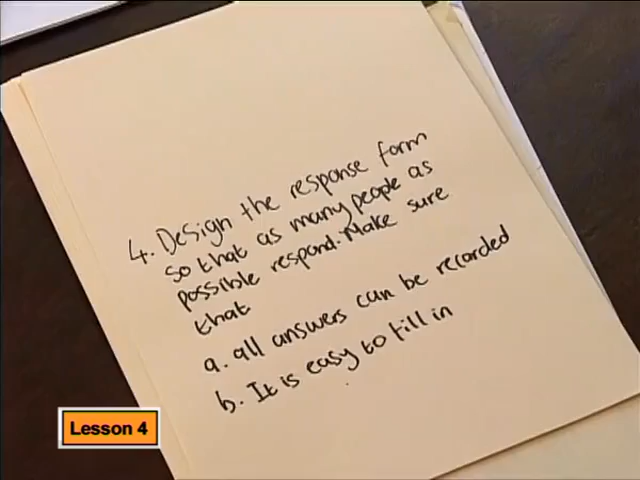 4. Design the response form
so that as many people as
possible respond. Make sure
that
a. all answers can be recorded
b. It is easy to fill in
Lesson 4